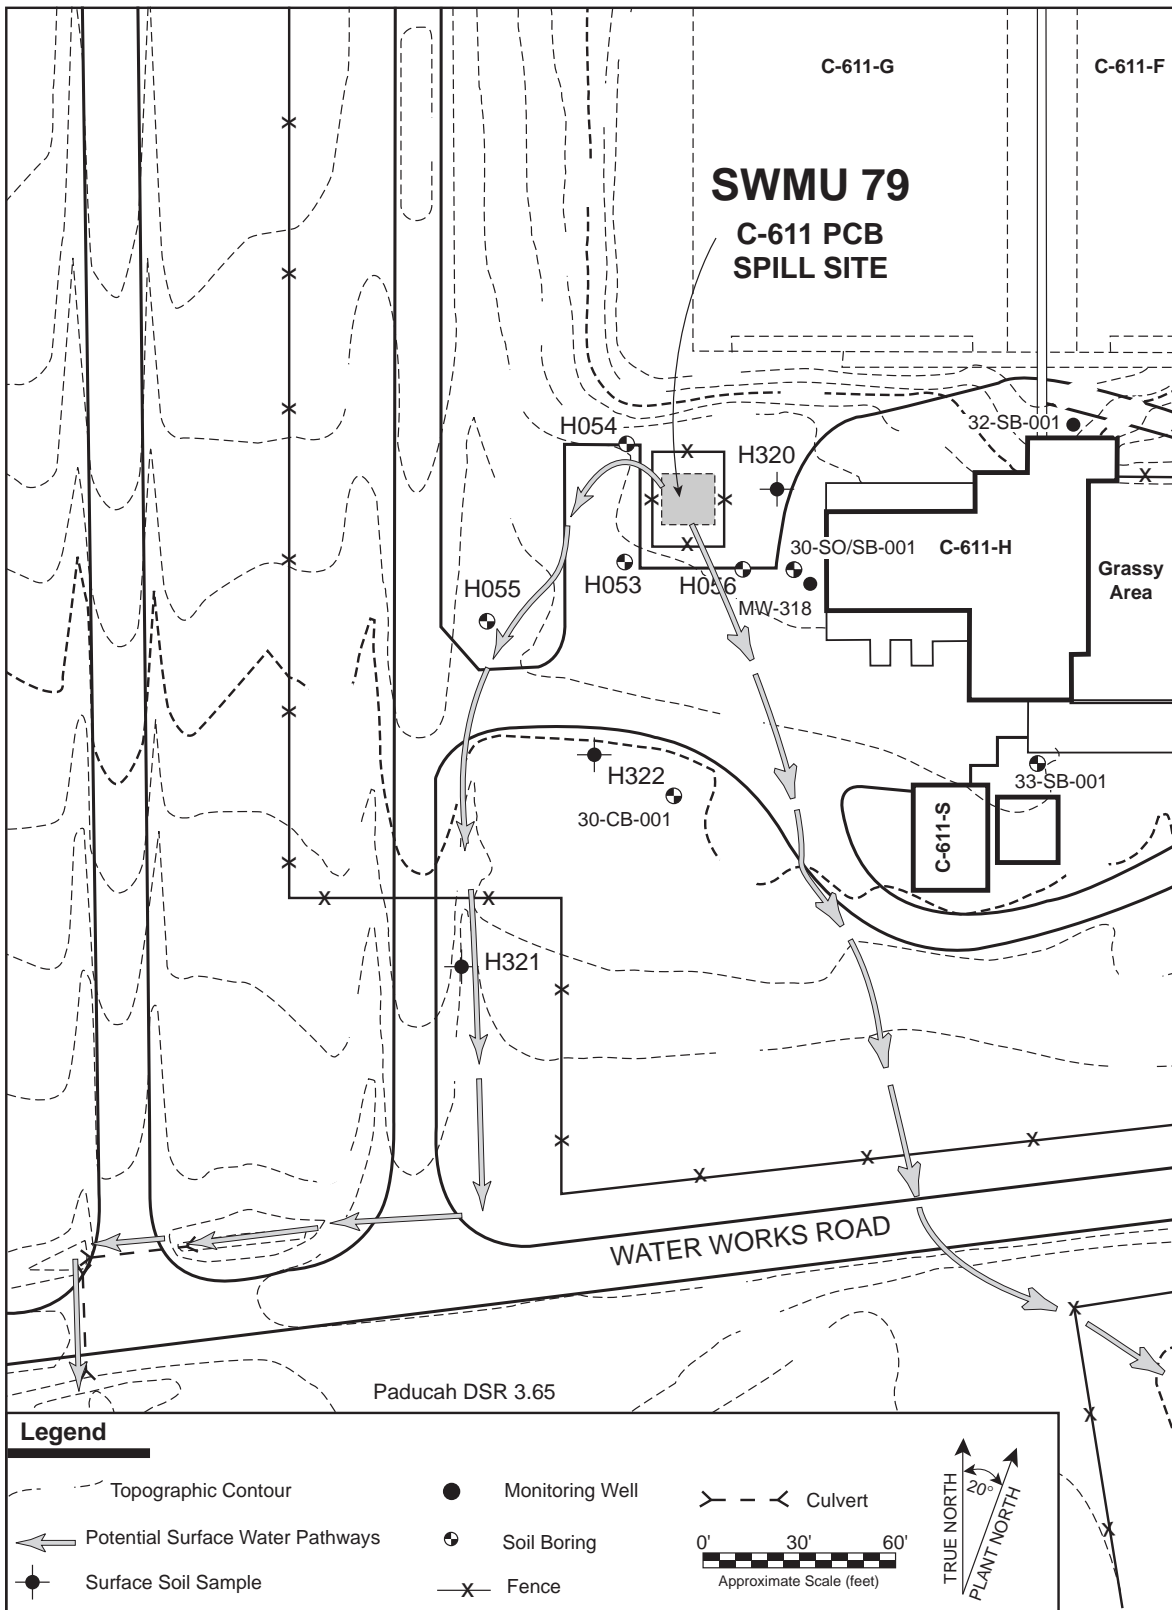 C-611-G
C-611-F
SWMU 79
C-611 PCB
SPILL SITE
32-SB-001
H054
H320
X
X
X
X
X
X
X
X
X
30-SO/SB-001
C-611-H
Grassy
Area
H053
H056
H055
MW-318
X
X
X
H322
30-CB-001
33-SB-001
C-611-S
X
X
X
H321
X
X
X
X
X
WATER WORKS ROAD
X
Paducah DSR 3.65
X
X
Legend
Topographic Contour
Monitoring Well
Culvert
Potential Surface Water Pathways
Soil Boring
0' 30' 60'
Approximate Scale (feet)
Surface Soil Sample
X
Fence
TRUE NORTH
20°
PLANT NORTH